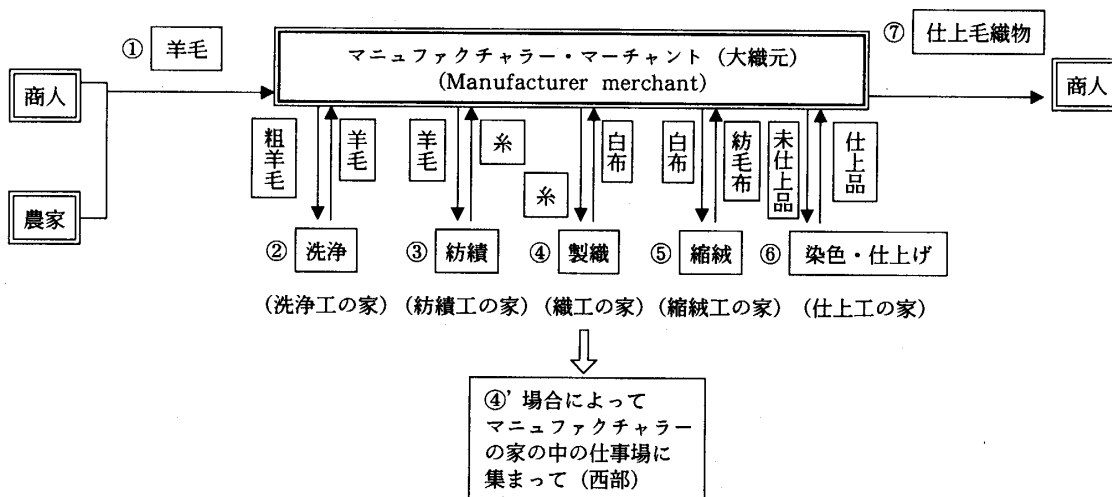 ① 羊毛
マニュファクチャラー・マーチャント(大織元)
(Manufacturer merchant)
⑦ 仕上毛織物
商人
商人
農家
粗羊毛
羊毛
羊毛
糸
糸
白布
白布
紡毛布
未仕上品
仕上品
② 洗浄
③ 紡績
④ 製織
⑤ 縮絨
⑥ 染色・仕上げ
(洗浄工の家)
(紡績工の家)
(織工の家)
(縮絨工の家)
(仕上工の家)
④’場合によって
マニュファクチャラー
の家の中の仕事場に
集まって(西部)